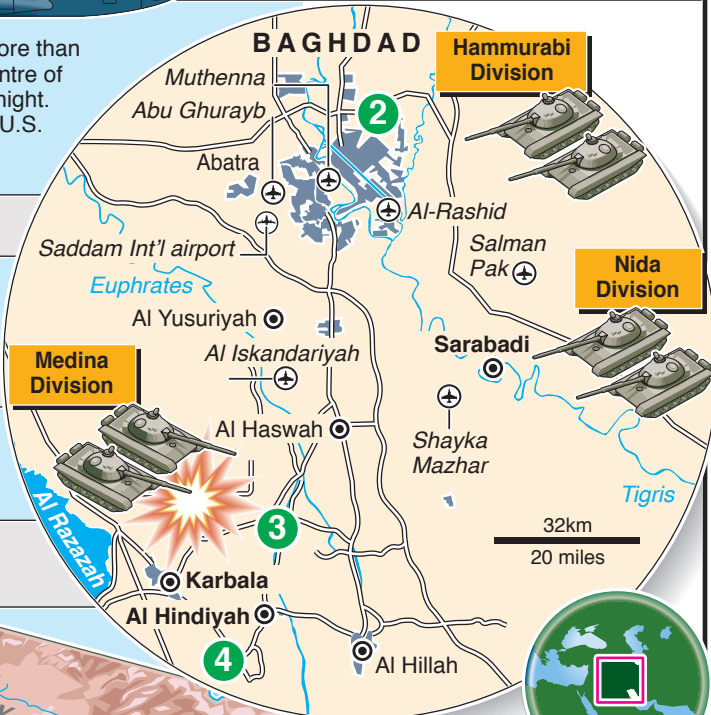 ore than
ntre of
night.
U.S.
BAGHDAD
Hammurabi
Division
Muthenna
Abu Ghurayb
2
Abatra
Al-Rashid
Saddam Int'l airport
Salman
Pak
Euphrates
Nida
Division
Al Yusuriyah
Medina
Division
Al Iskandariyah
Sarabadi
Al Haswah
Shayka
Mazhar
Tigris
Al Razazah
3
32km
20 miles
Karbala
Al Hindiyah
4
Al Hillah